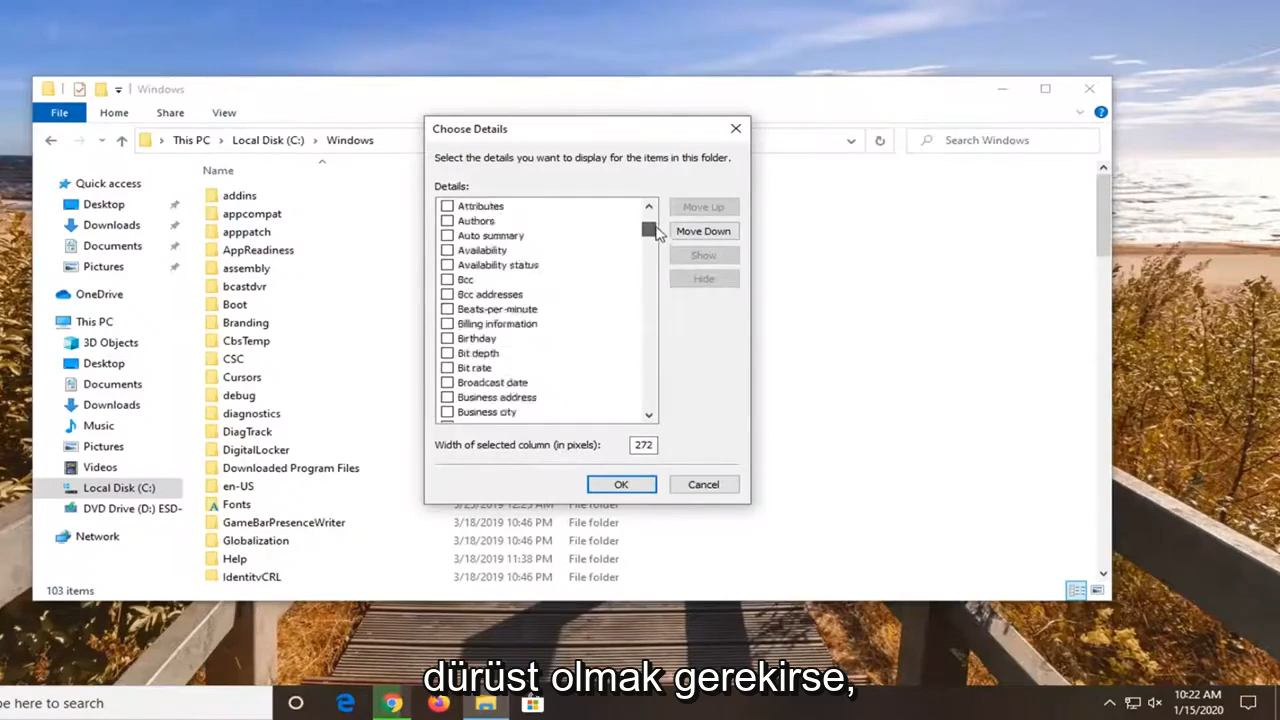 Windows
File Home Share View
This PC Local Disk (C:) Windows
Search Windows
Quick access
Desktop
Downloads
Documents
Pictures
OneDrive
This PC
3D Objects
Desktop
Documents
Downloads
Music
Pictures
Videos
Local Disk (C:)
DVD Drive (D:) ESD-
Network
Name
addins
appcompat
apppatch
AppReadiness
assembly
bcastdvr
Boot
Branding
CbsTemp
CSC
Cursors
debug
diagnostics
DiagTrack
DigitalLocker
Downloaded Program Files
en-US
Fonts
GameBarPresenceWriter 3/18/2019 10:46 PM File folder
Globalization 3/18/2019 10:46 PM File folder
Help 3/18/2019 11:38 PM File folder
IdentityCRL 3/18/2019 10:46 PM File folder
103 items
Choose Details
Select the details you want to display for the items in this folder.
Details:
Attributes
Authors
Auto summary
Availability
Availability status
Bcc
Bcc addresses
Beats-per-minute
Billing information
Birthday
Bit depth
Bit rate
Broadcast date
Business address
Business city
Move Up
Move Down
Show
Hide
Width of selected column (in pixels): 272
OK Cancel
dürüst olmak gerekirse,
pe here to search
10:22 AM
1/15/2020